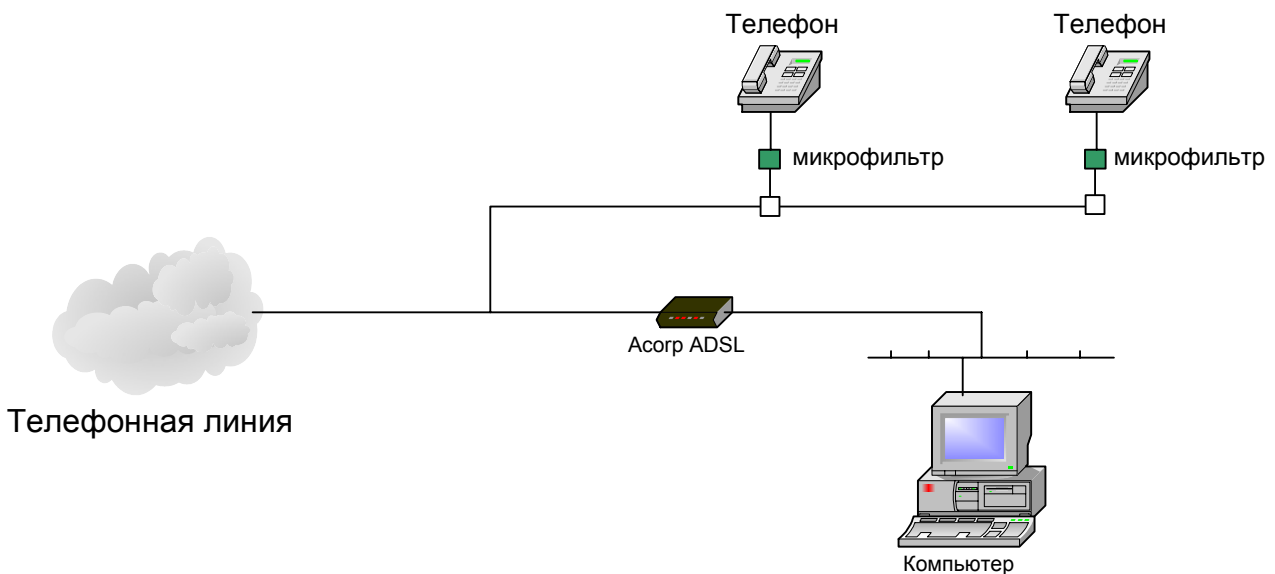 Телефон
Телефон
микрофильтр
микрофильтр
Acorp ADSL
Телефонная линия
Компьютер